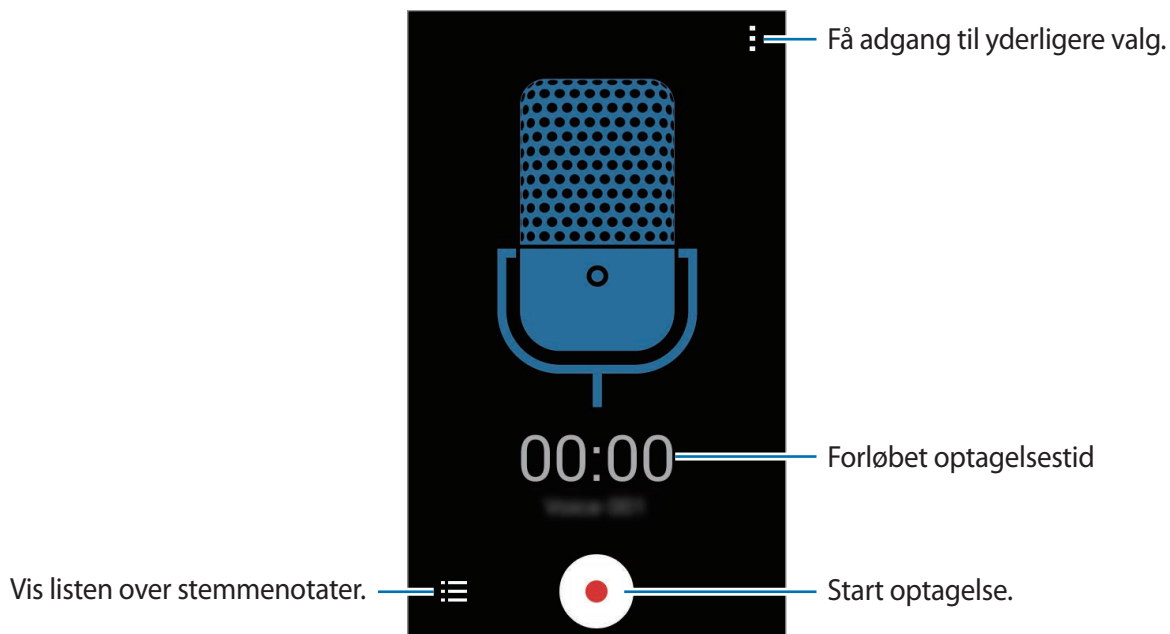 Få adgang til yderligere valg.
00:00
Forløbet optagelsestid
Vis listen over stemmenotater.
Start optagelse.